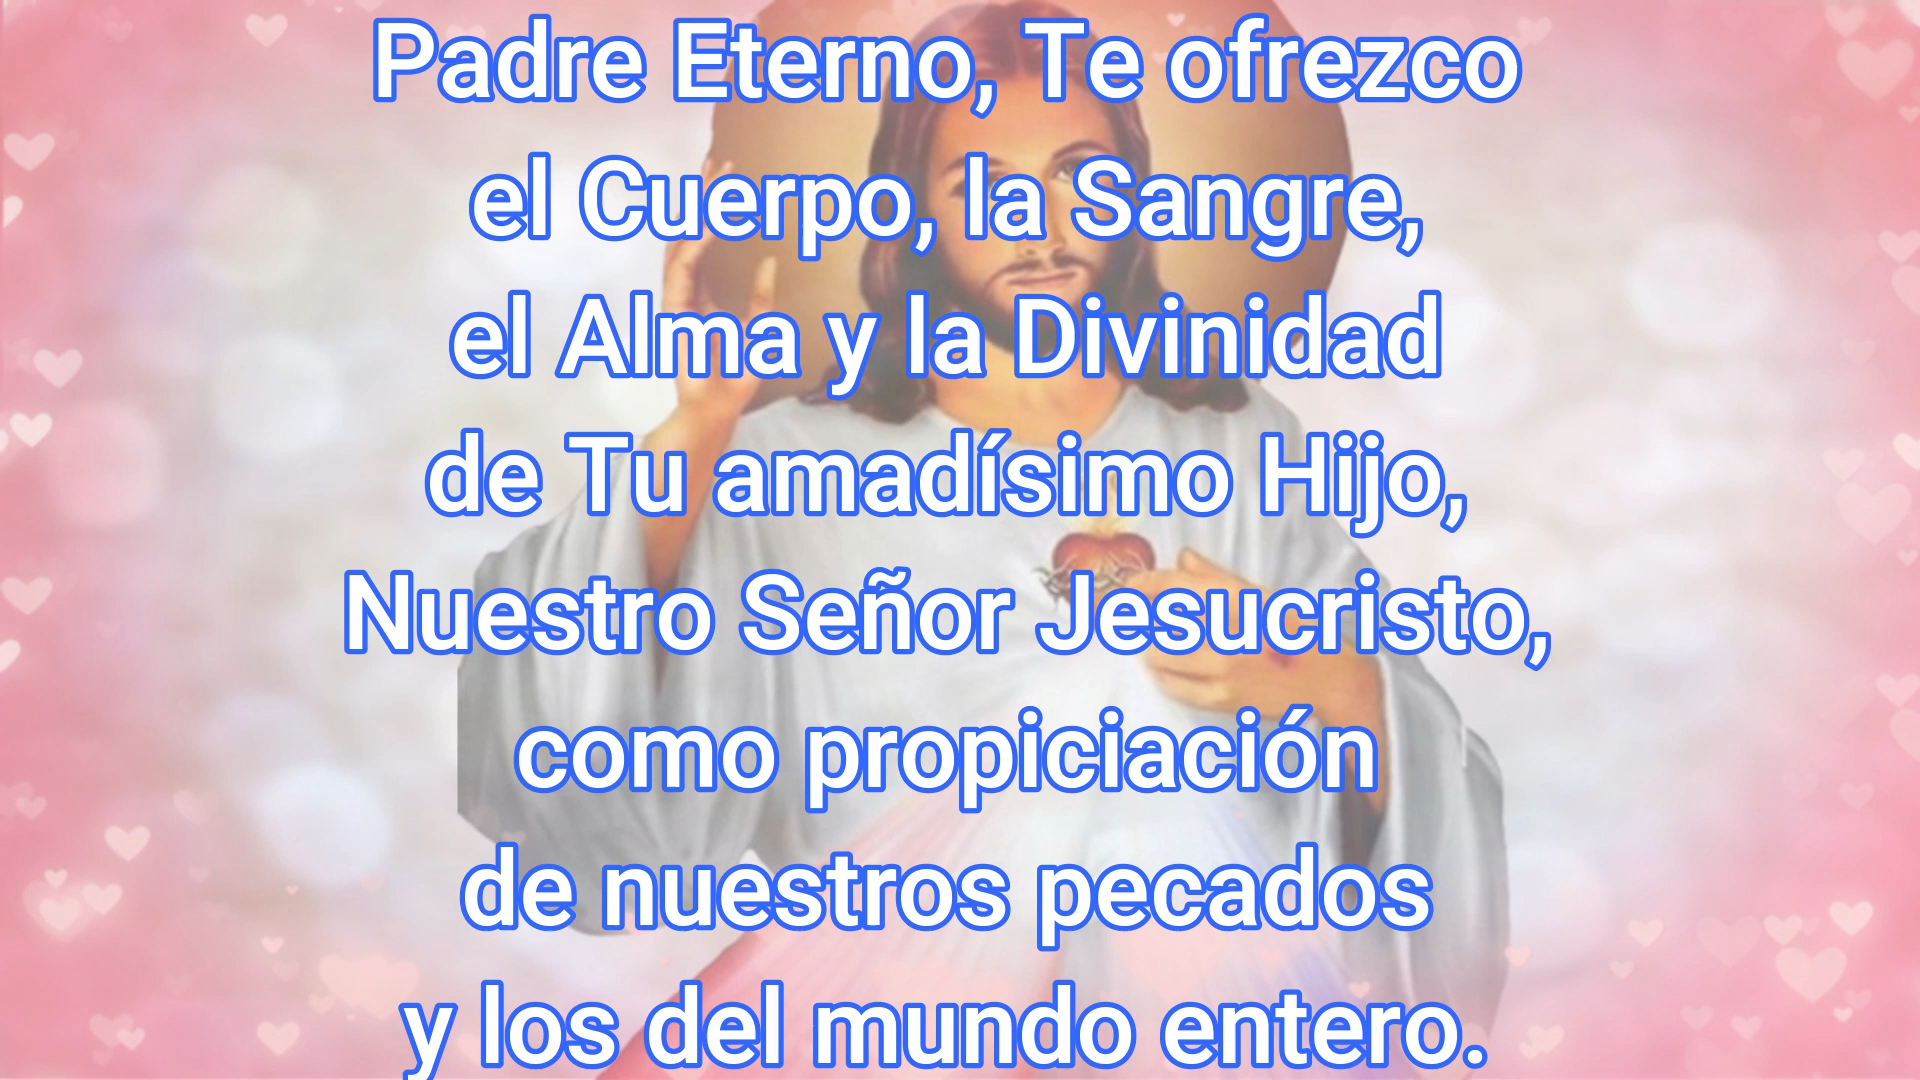 Padre Eterno, Te ofrezco
el Cuerpo, la Sangre,
el Alma y la Divinidad
de Tu amadísimo Hijo,
Nuestro Señor Jesucristo,
como propiciación
de nuestros pecados
y los del mundo entero.